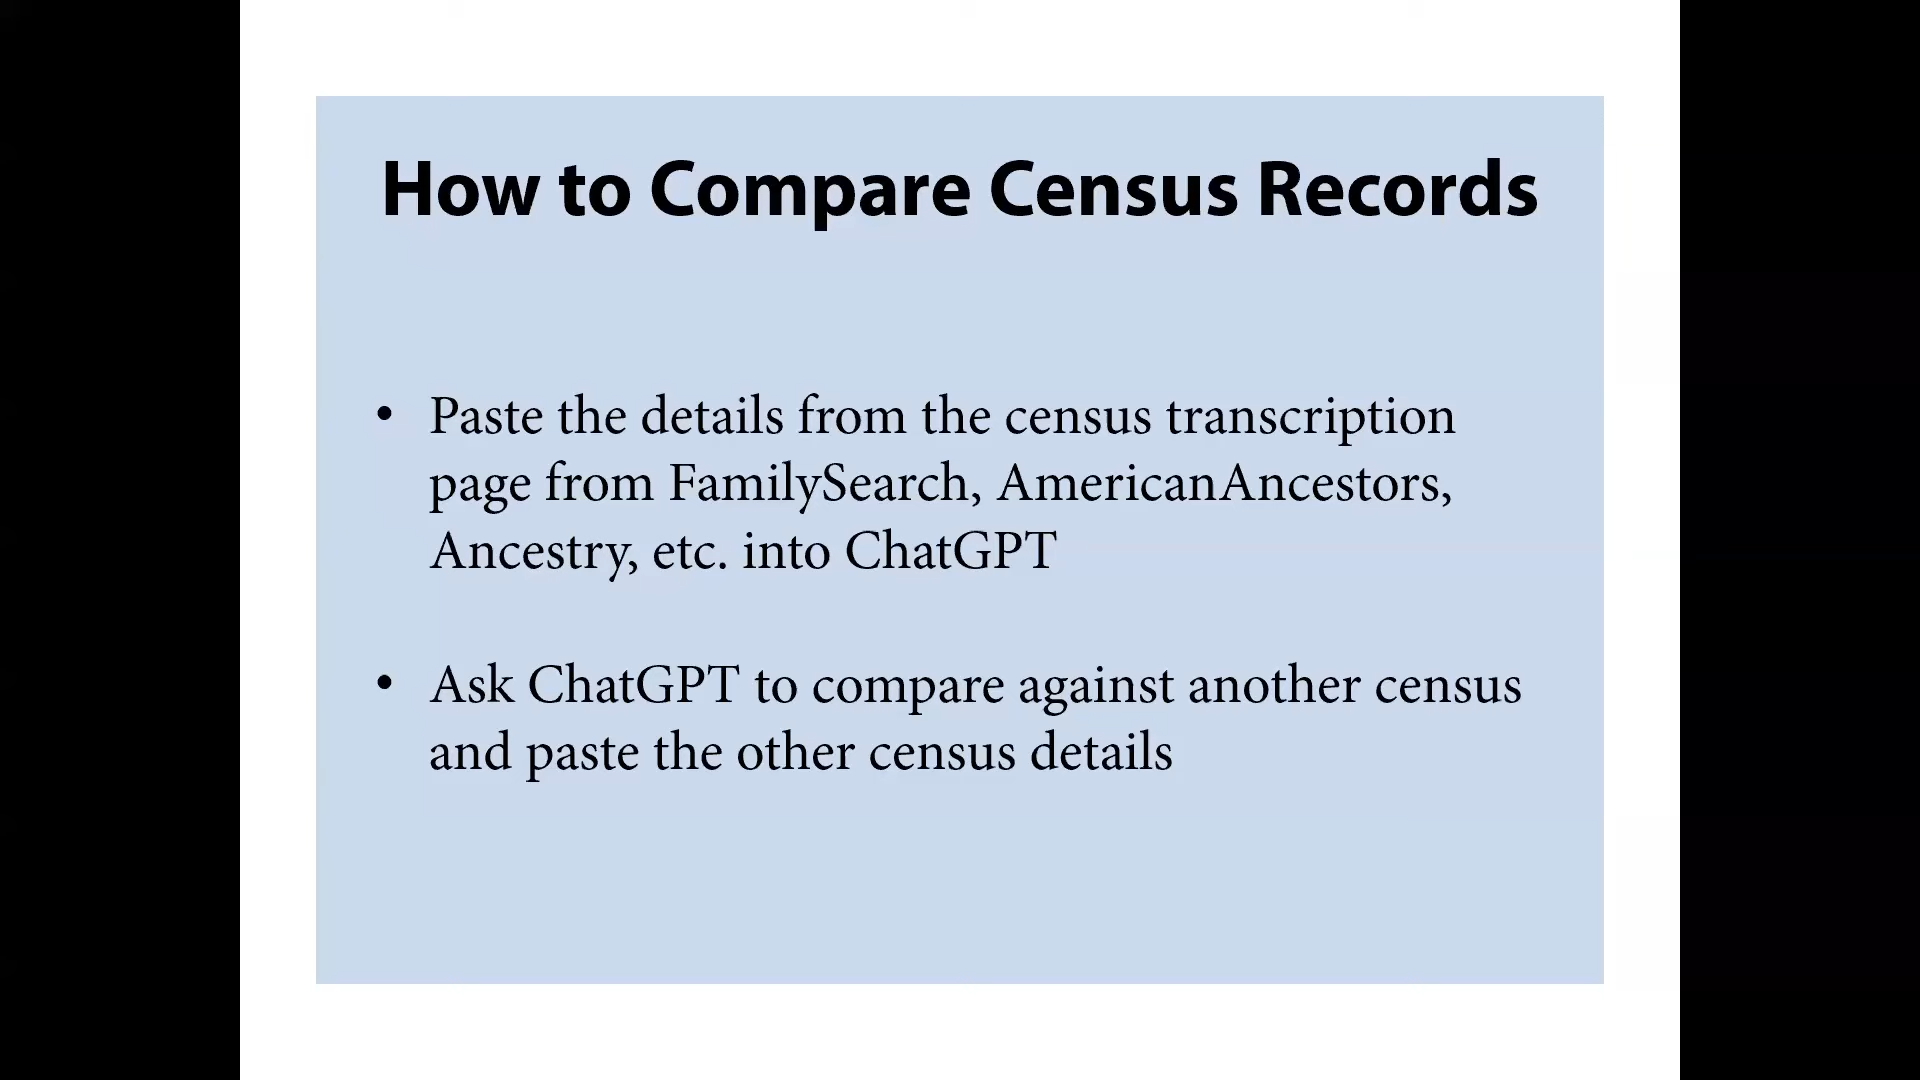 How to Compare Census Records
• Paste the details from the census transcription
page from FamilySearch, AmericanAncestors,
Ancestry, etc. into ChatGPT
• Ask ChatGPT to compare against another census
and paste the other census details